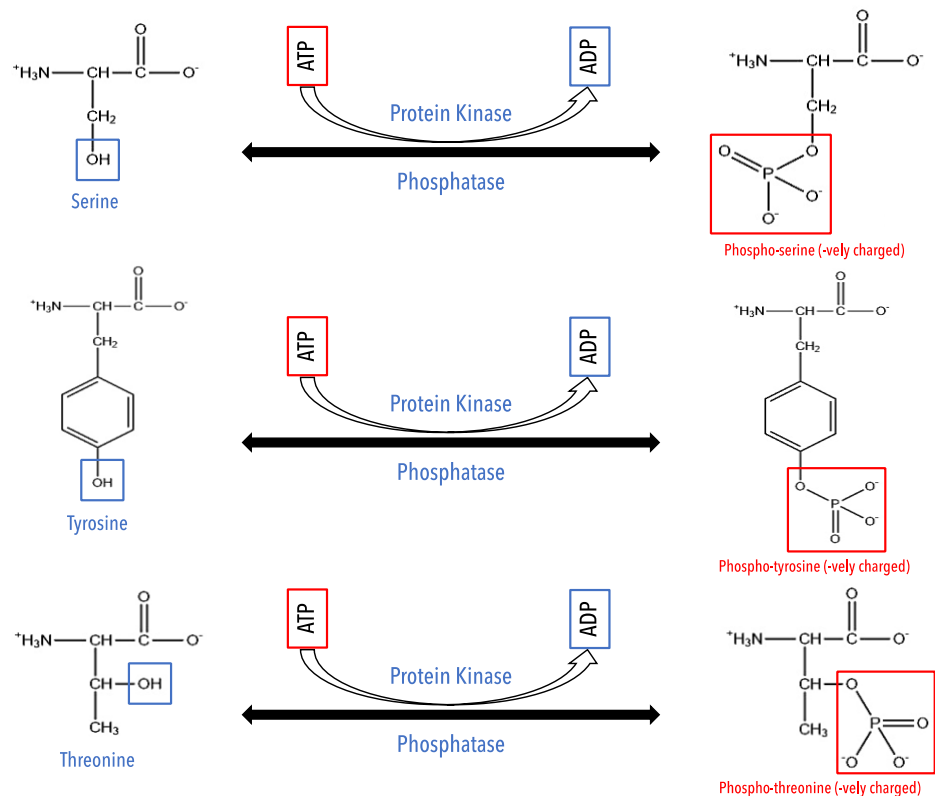 O
⁺H₃N—CH—C—O⁻
CH₂
OH
Serine
ATP
ADP
Protein Kinase
Phosphatase
O
⁺H₃N—CH—C—O⁻
CH₂
O
O
P
O⁻
O⁻
Phospho-serine (-vely charged)
O
⁺H₃N—CH—C—O⁻
CH₂
OH
Tyrosine
ATP
ADP
Protein Kinase
Phosphatase
O
⁺H₃N—CH—C—O⁻
CH₂
O
O⁻
P
O⁻
O
Phospho-tyrosine (-vely charged)
O
⁺H₃N—CH—C—O⁻
CH—OH
CH₃
Threonine
ATP
ADP
Protein Kinase
Phosphatase
O
⁺H₃N—CH—C—O⁻
CH—O
CH₃
P=O
⁻O
O⁻
Phospho-threonine (-vely charged)